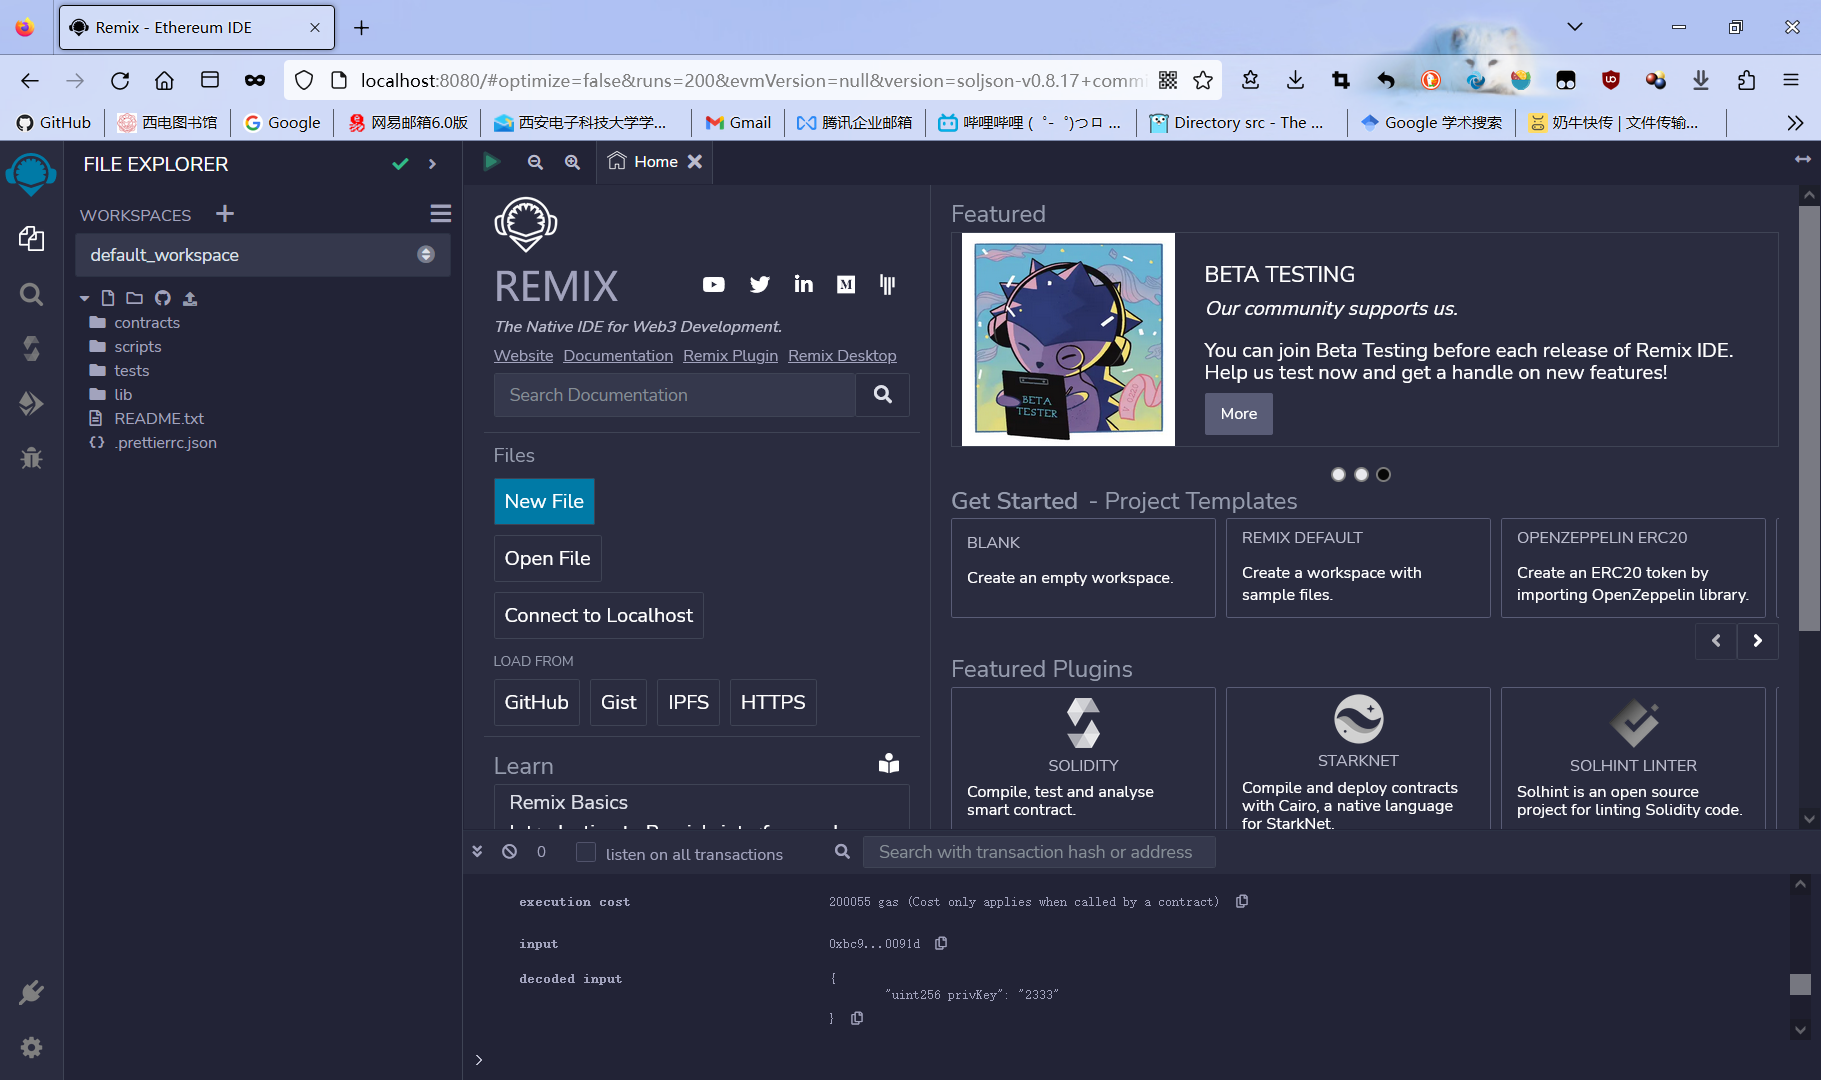 Remix - Ethereum IDE
localhost:8080/#optimize=false&runs=200&evmVersion=null&version=soljson-v0.8.17+commi
GitHub
西电图书馆
Google
网易邮箱6.0版
西安电子科技大学学...
Gmail
腾讯企业邮箱
哔哩哔哩 ( ゜- ゜)つロ ...
Directory src - The ...
Google 学术搜索
奶牛快传 | 文件传输...
FILE EXPLORER
Home
WORKSPACES
default_workspace
contracts
scripts
tests
lib
README.txt
.prettierrc.json
REMIX
The Native IDE for Web3 Development.
Website Documentation Remix Plugin Remix Desktop
Search Documentation
Files
New File
Open File
Connect to Localhost
LOAD FROM
GitHub
Gist
IPFS
HTTPS
Learn
Remix Basics
Featured
BETA
TESTER
BETA TESTING
Our community supports us.
You can join Beta Testing before each release of Remix IDE.
Help us test now and get a handle on new features!
More
Get Started - Project Templates
BLANK
Create an empty workspace.
REMIX DEFAULT
Create a workspace with
sample files.
OPENZEPPELIN ERC20
Create an ERC20 token by
importing OpenZeppelin library.
Featured Plugins
SOLIDITY
Compile, test and analyse
smart contract.
STARKNET
Compile and deploy contracts
with Cairo, a native language
for StarkNet.
SOLHINT LINTER
Solhint is an open source
project for linting Solidity code.
0
listen on all transactions
Search with transaction hash or address
execution cost
200055 gas (Cost only applies when called by a contract)
input
0xbc9...0091d
decoded input
{
"uint256 privKey": "2333"
}
>